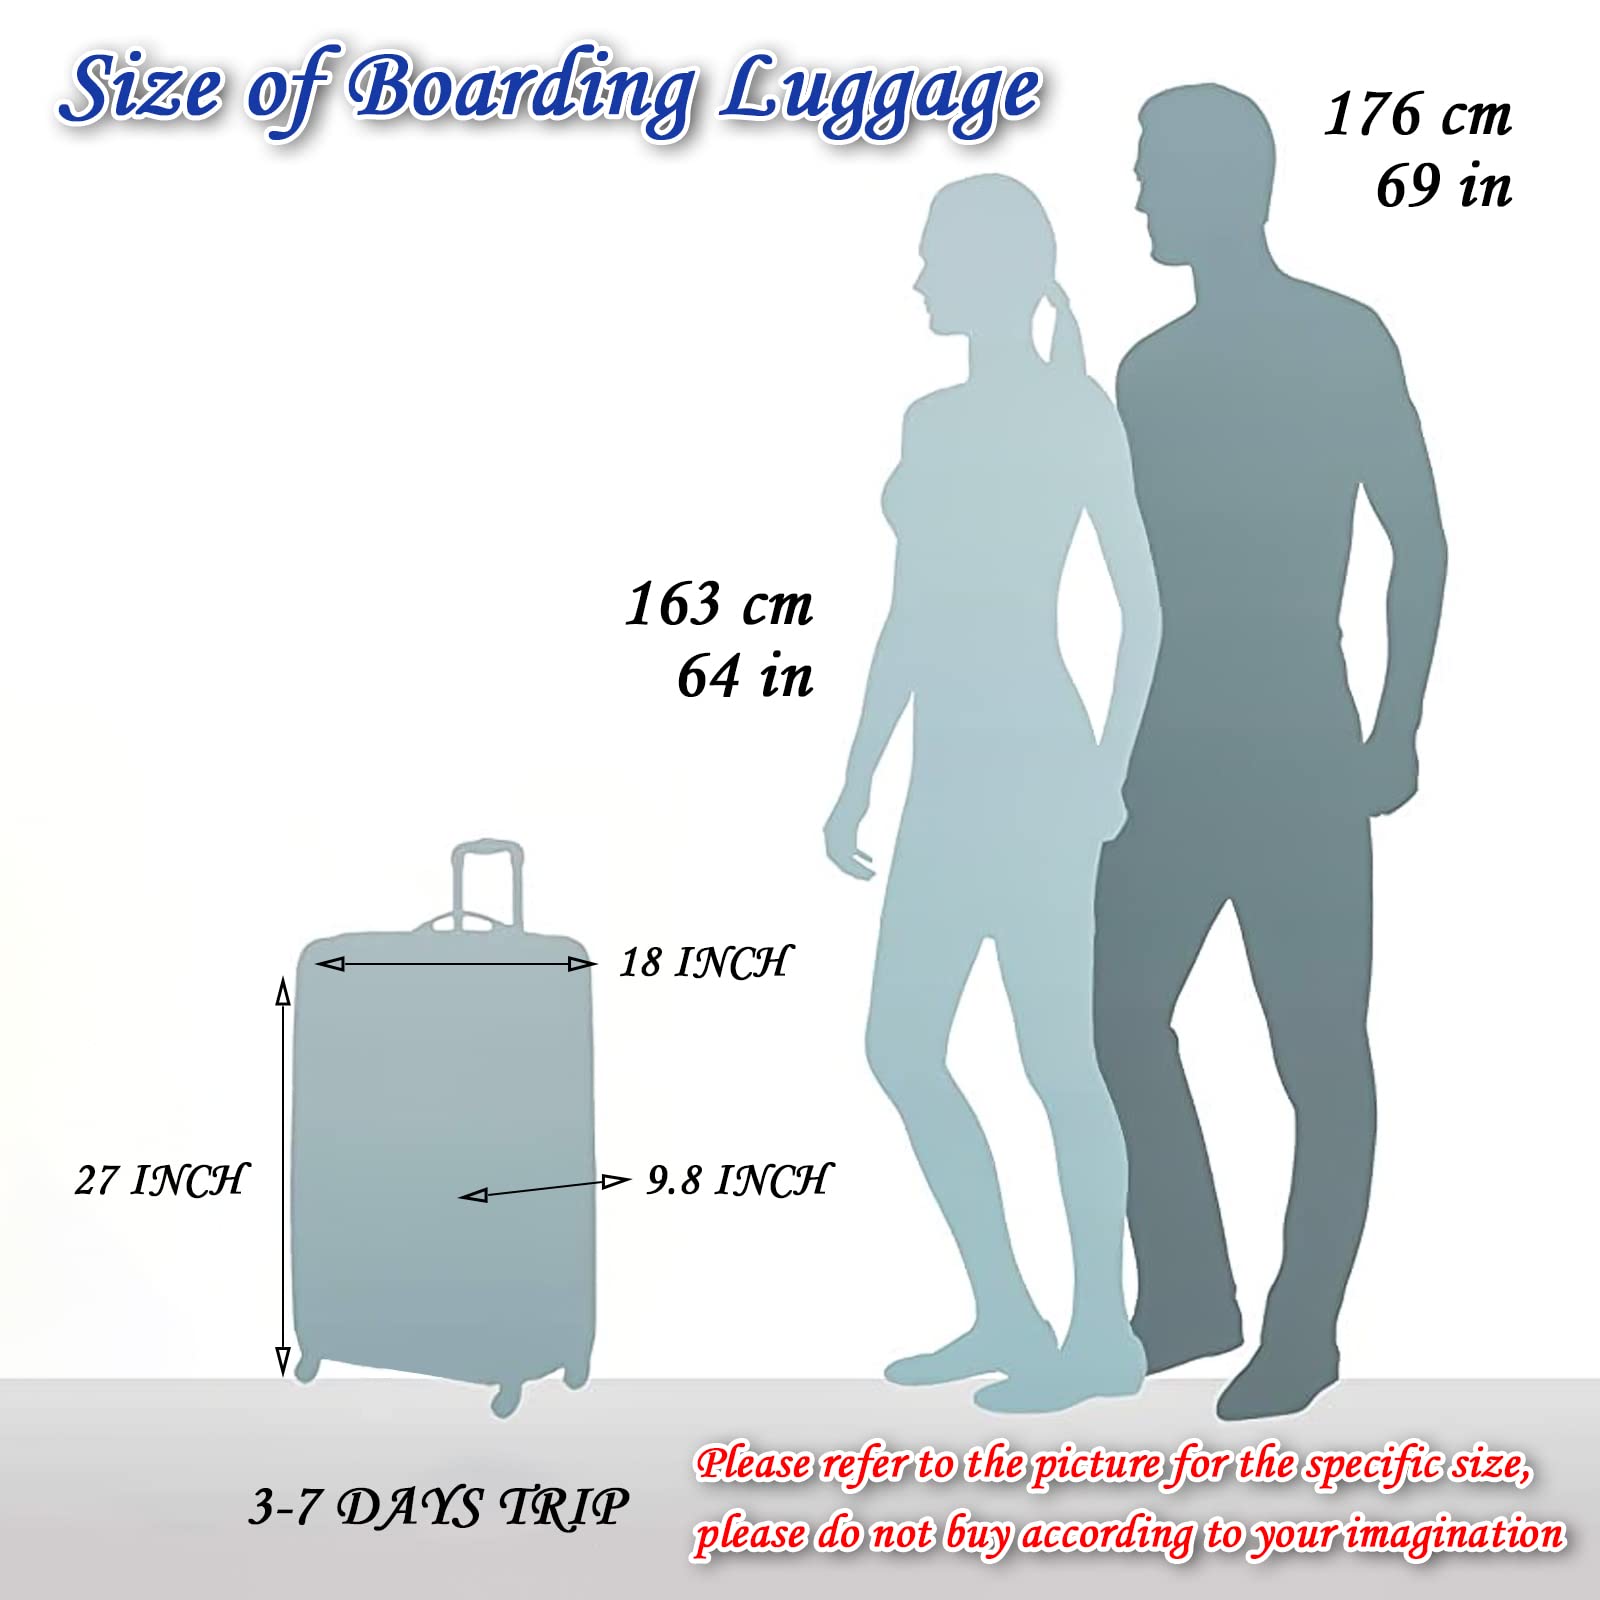 Size of Boarding Luggage
176 cm
69 in
163 cm
64 in
18 INCH
27 INCH
9.8 INCH
3-7 DAYS TRIP
Please refer to the picture for the specific size,
please do not buy according to your imagination